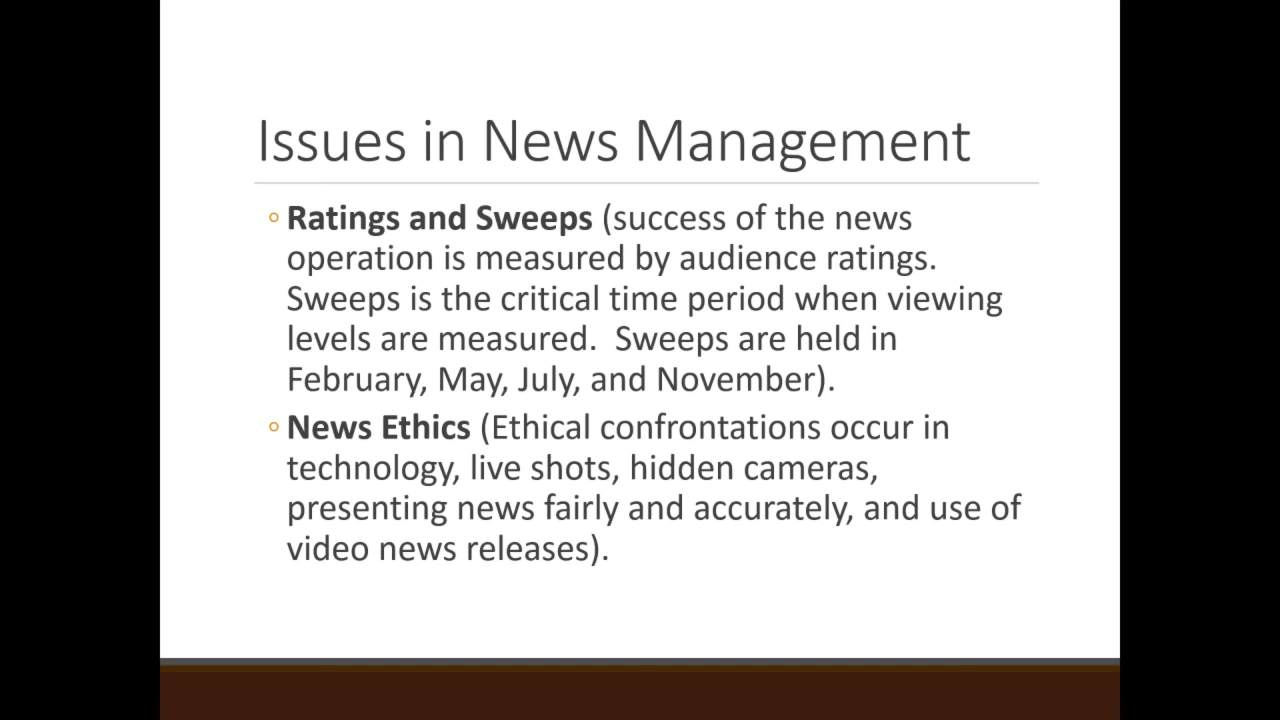 Issues in News Management
◦ Ratings and Sweeps (success of the news
operation is measured by audience ratings.
Sweeps is the critical time period when viewing
levels are measured.  Sweeps are held in
February, May, July, and November).
◦ News Ethics (Ethical confrontations occur in
technology, live shots, hidden cameras,
presenting news fairly and accurately, and use of
video news releases).